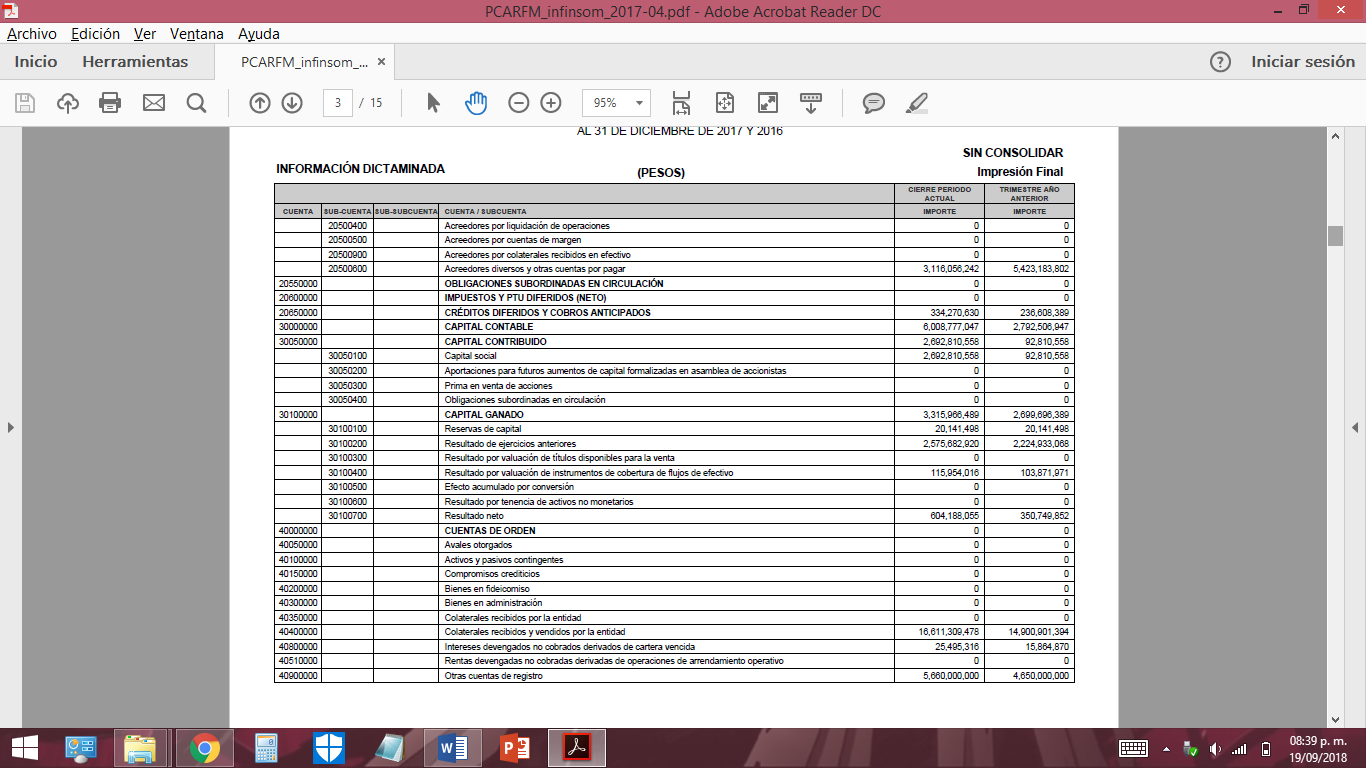 PCARFM_infinsom_2017-04.pdf - Adobe Acrobat Reader DC
Archivo Edición Ver Ventana Ayuda
Inicio Herramientas PCARFM_infinsom_... × Iniciar sesión
3 / 15 95%
AL 31 DE DICIEMBRE DE 2017 Y 2016
SIN CONSOLIDAR
INFORMACIÓN DICTAMINADA (PESOS) Impresión Final
CIERRE PERIODO ACTUAL TRIMESTRE AÑO ANTERIOR
CUENTA SUB-CUENTA SUB-SUBCUENTA CUENTA / SUBCUENTA IMPORTE IMPORTE
20500400 Acreedores por liquidación de operaciones 0 0
20500500 Acreedores por cuentas de margen 0 0
20500900 Acreedores por colaterales recibidos en efectivo 0 0
20500600 Acreedores diversos y otras cuentas por pagar 3,116,056,242 5,423,183,802
20550000 OBLIGACIONES SUBORDINADAS EN CIRCULACIÓN 0 0
20600000 IMPUESTOS Y PTU DIFERIDOS (NETO) 0 0
20650000 CRÉDITOS DIFERIDOS Y COBROS ANTICIPADOS 334,270,630 236,608,389
30000000 CAPITAL CONTABLE 6,008,777,047 2,792,506,947
30050000 CAPITAL CONTRIBUIDO 2,692,810,558 92,810,558
30050100 Capital social 2,692,810,558 92,810,558
30050200 Aportaciones para futuros aumentos de capital formalizadas en asamblea de accionistas 0 0
30050300 Prima en venta de acciones 0 0
30050400 Obligaciones subordinadas en circulación 0 0
30100000 CAPITAL GANADO 3,315,966,489 2,699,696,389
30100100 Reservas de capital 20,141,498 20,141,498
30100200 Resultado de ejercicios anteriores 2,575,682,920 2,224,933,068
30100300 Resultado por valuación de títulos disponibles para la venta 0 0
30100400 Resultado por valuación de instrumentos de cobertura de flujos de efectivo 115,954,016 103,871,971
30100500 Efecto acumulado por conversión 0 0
30100600 Resultado por tenencia de activos no monetarios 0 0
30100700 Resultado neto 604,188,055 350,749,852
40000000 CUENTAS DE ORDEN 0 0
40050000 Avales otorgados 0 0
40100000 Activos y pasivos contingentes 0 0
40150000 Compromisos crediticios 0 0
40200000 Bienes en fideicomiso 0 0
40300000 Bienes en administración 0 0
40350000 Colaterales recibidos por la entidad 0 0
40400000 Colaterales recibidos y vendidos por la entidad 16,611,309,478 14,900,901,394
40800000 Intereses devengados no cobrados derivados de cartera vencida 25,495,316 15,864,870
40510000 Rentas devengadas no cobradas derivadas de operaciones de arrendamiento operativo 0 0
40900000 Otras cuentas de registro 5,660,000,000 4,650,000,000
08:39 p. m.
19/09/2018